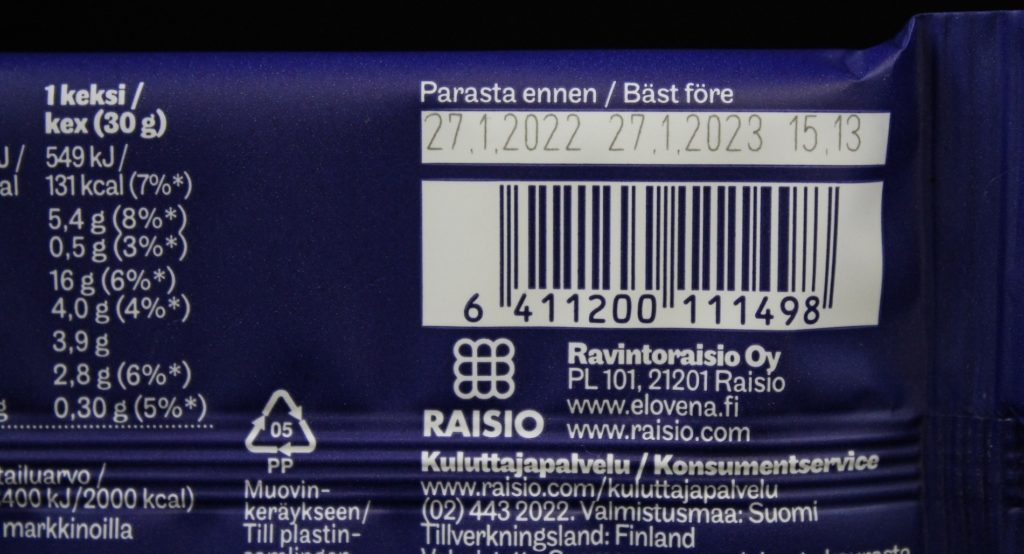 1 keksi /
kex (30 g)
549 kJ /
131 kcal (7%*)
5,4 g (8%*)
0,5 g (3%*)
16 g (6%*)
4,0 g (4%*)
3,9 g
2,8 g (6%*)
0,30 g (5%*)
400 kJ/2000 kcal)
markkinoilla
05
PP
Muovin-
keräykseen/
Till plastin-
Parasta ennen / Bäst före
27.1.2022 27.1.2023 15.13
6 411200 111498
RAISIO
Ravintoraisio Oy
PL 101, 21201 Raisio
www.elovena.fi
www.raisio.com
Kuluttajapalvelu / Konsumentservice
www.raisio.com/kuluttajapalvelu
(02) 443 2022. Valmistusmaa: Suomi
Tillverkningsland: Finland